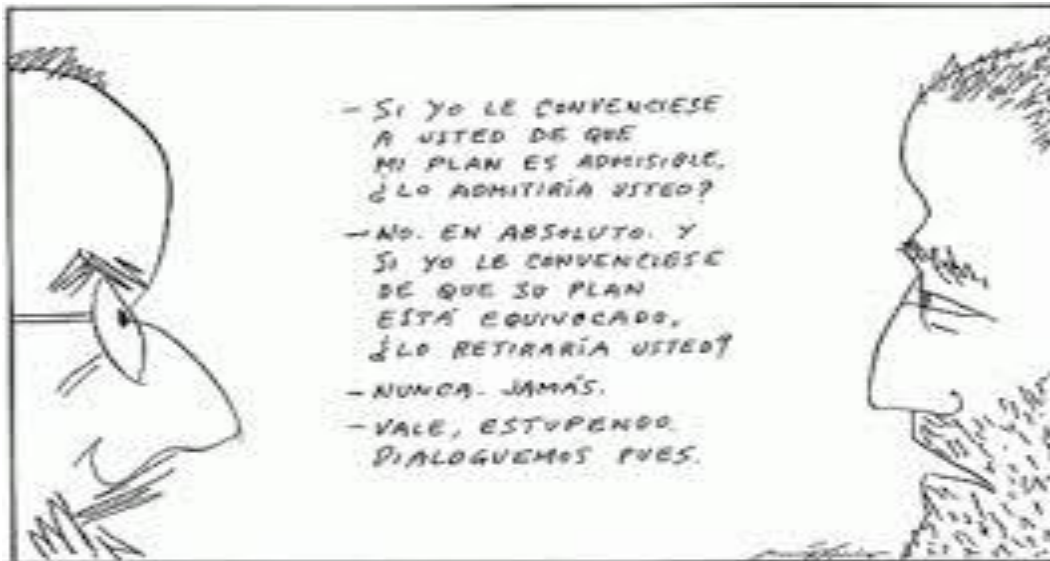 - SI YO LE CONVENCIESE
A USTED DE QUE
MI PLAN ES ADMISIBLE,
¿LO ADMITIRÍA USTED?
- NO. EN ABSOLUTO. Y
SI YO LE CONVENCIESE
DE QUE SU PLAN
ESTÁ EQUIVOCADO,
¿LO RETIRARÍA USTED?
- NUNCA. JAMÁS.
- VALE, ESTUPENDO.
DIALOGUEMOS PUES.